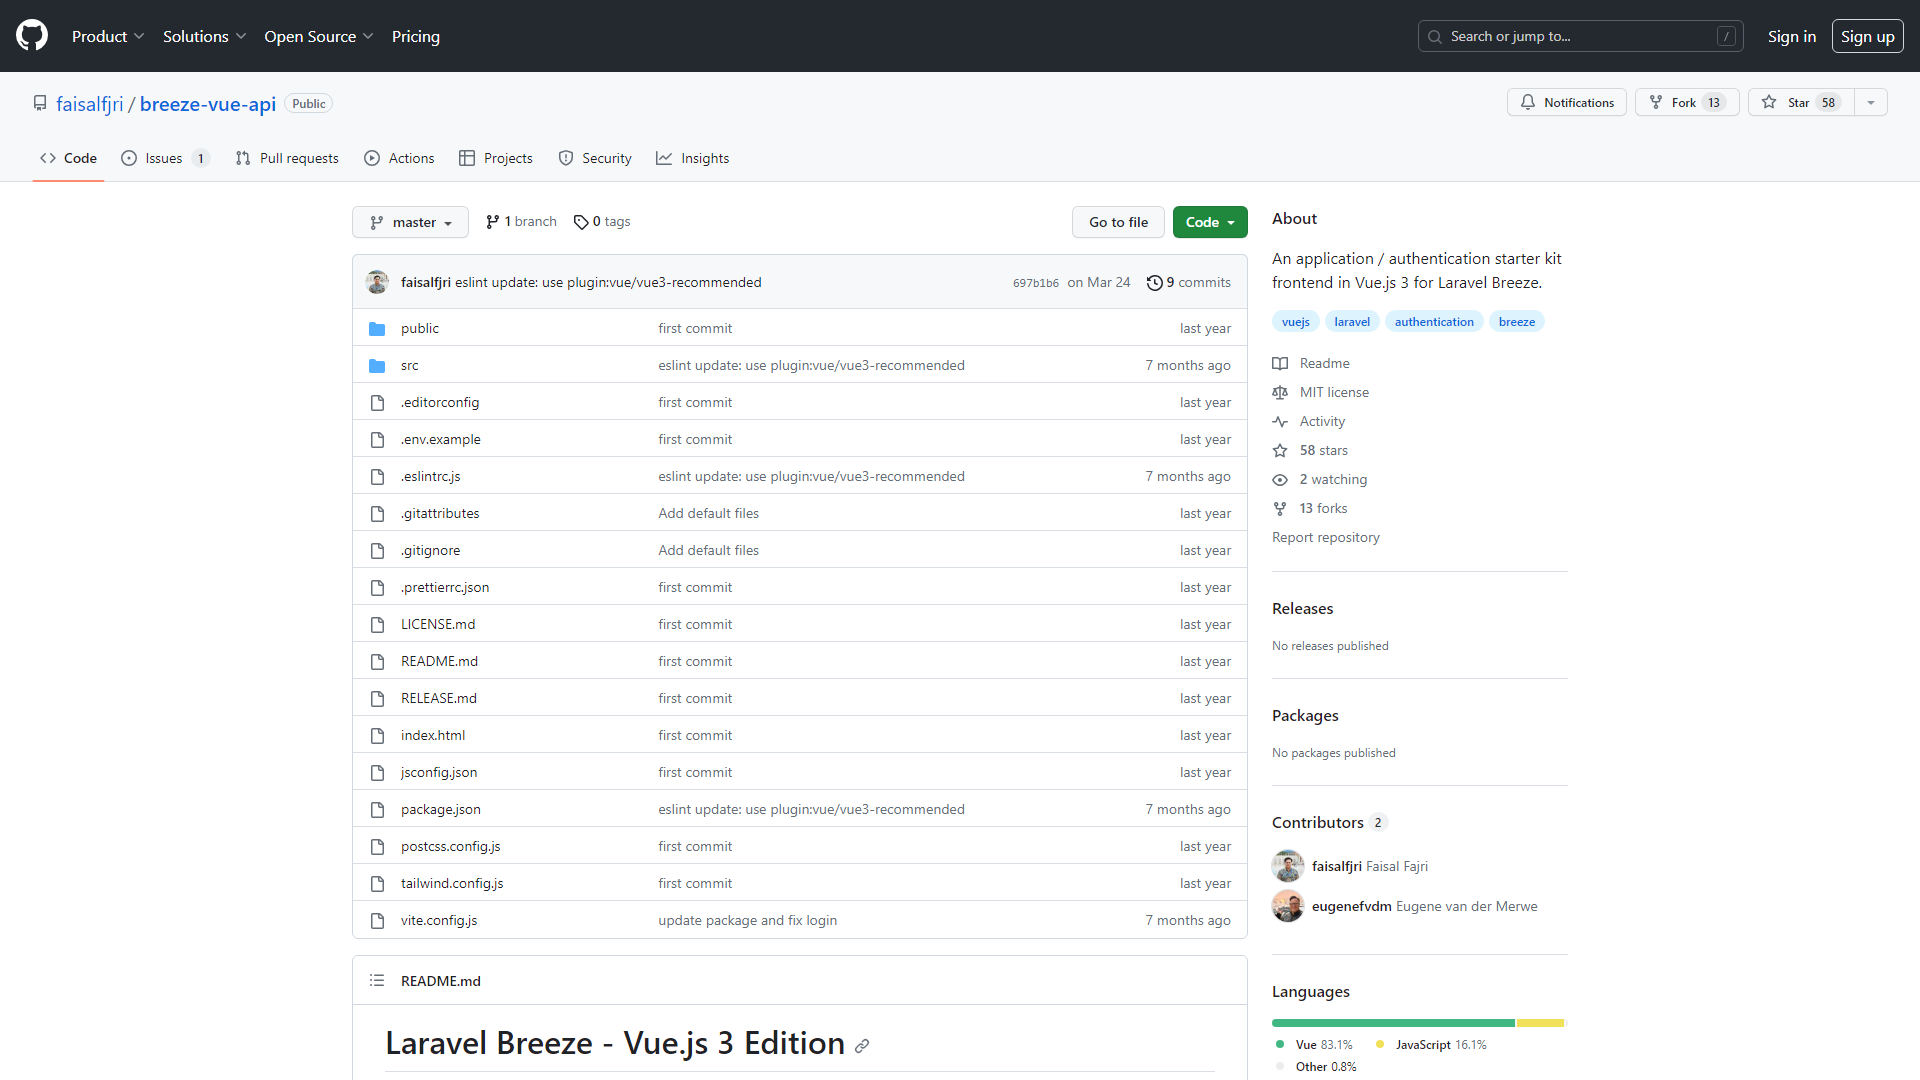 Product Solutions Open Source Pricing Search or jump to... / Sign in Sign up
faisalfjri / breeze-vue-api Public Notifications Fork 13 Star 58
Code Issues 1 Pull requests Actions Projects Security Insights
master 1 branch 0 tags Go to file Code
faisalfjri eslint update: use plugin:vue/vue3-recommended 697b1b6 on Mar 24 9 commits
public first commit last year
src eslint update: use plugin:vue/vue3-recommended 7 months ago
.editorconfig first commit last year
.env.example first commit last year
.eslintrc.js eslint update: use plugin:vue/vue3-recommended 7 months ago
.gitattributes Add default files last year
.gitignore Add default files last year
.prettierrc.json first commit last year
LICENSE.md first commit last year
README.md first commit last year
RELEASE.md first commit last year
index.html first commit last year
jsconfig.json first commit last year
package.json eslint update: use plugin:vue/vue3-recommended 7 months ago
postcss.config.js first commit last year
tailwind.config.js first commit last year
vite.config.js update package and fix login 7 months ago
README.md
Laravel Breeze - Vue.js 3 Edition
About
An application / authentication starter kit
frontend in Vue.js 3 for Laravel Breeze.
vuejs laravel authentication breeze
Readme
MIT license
Activity
58 stars
2 watching
13 forks
Report repository
Releases
No releases published
Packages
No packages published
Contributors 2
faisalfjri Faisal Fajri
eugenefvdm Eugene van der Merwe
Languages
Vue 83.1% JavaScript 16.1%
Other 0.8%